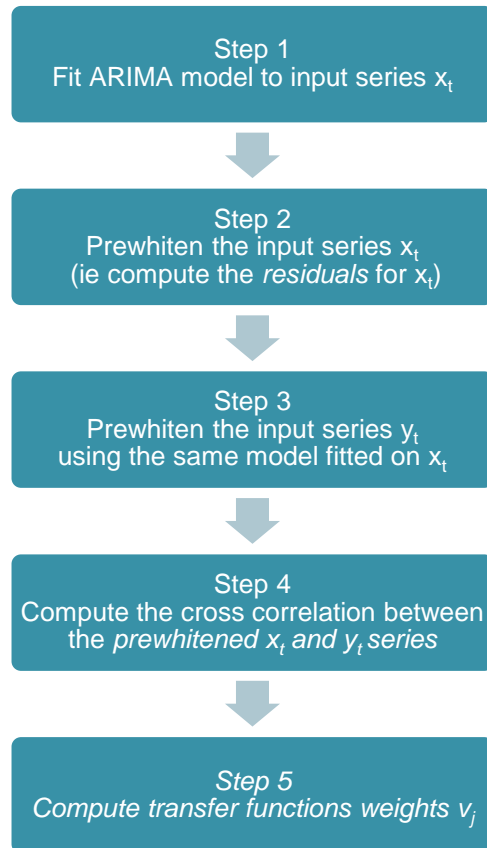 Step 1
Fit ARIMA model to input series xt
Step 2
Prewhiten the input series xt
(ie compute the residuals for xt)
Step 3
Prewhiten the input series yt
using the same model fitted on xt
Step 4
Compute the cross correlation between
the prewhitened xt and yt series
Step 5
Compute transfer functions weights vj